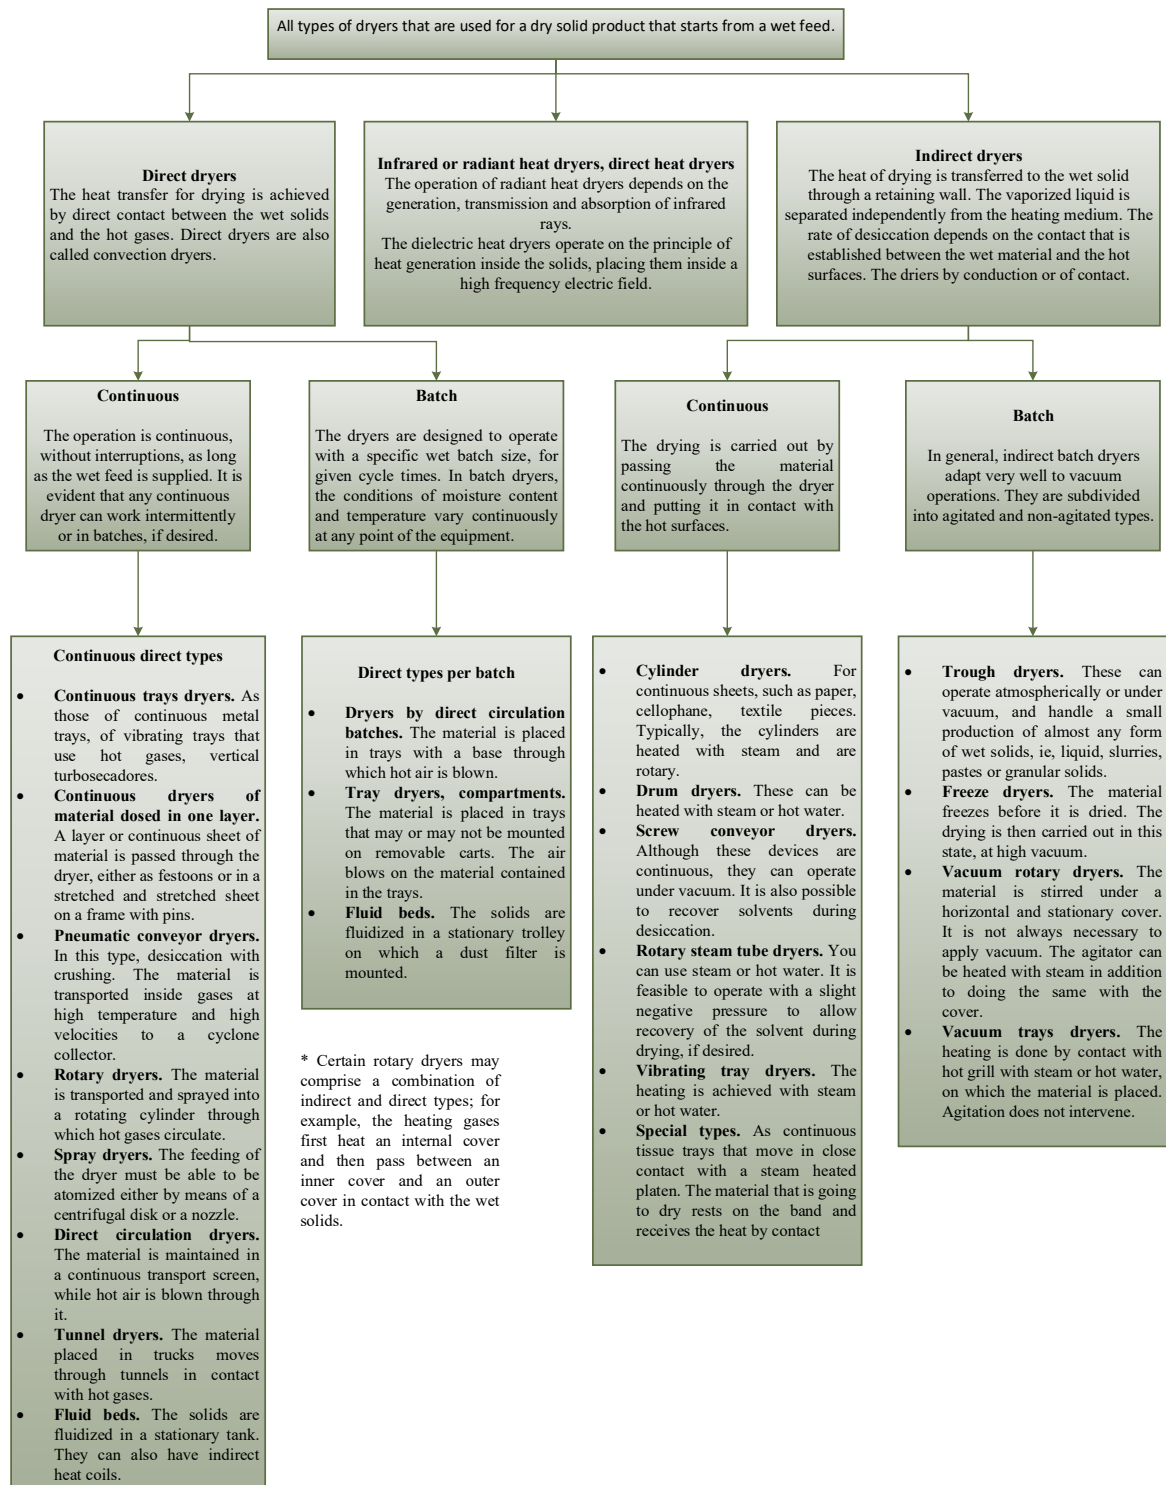 All types of dryers that are used for a dry solid product that starts from a wet feed.
Direct dryers
The heat transfer for drying is achieved
by direct contact between the wet solids
and the hot gases. Direct dryers are also
called convection dryers.
Infrared or radiant heat dryers, direct heat dryers
The operation of radiant heat dryers depends on the
generation, transmission and absorption of infrared
rays.
The dielectric heat dryers operate on the principle of
heat generation inside the solids, placing them inside a
high frequency electric field.
Indirect dryers
The heat of drying is transferred to the wet solid
through a retaining wall. The vaporized liquid is
separated independently from the heating medium. The
rate of desiccation depends on the contact that is
established between the wet material and the hot
surfaces. The driers by conduction or of contact.
Continuous
The operation is continuous,
without interruptions, as long
as the wet feed is supplied. It is
evident that any continuous
dryer can work intermittently
or in batches, if desired.
Batch
The dryers are designed to operate
with a specific wet batch size, for
given cycle times. In batch dryers,
the conditions of moisture content
and temperature vary continuously
at any point of the equipment.
Continuous
The drying is carried out by
passing the material
continuously through the dryer
and putting it in contact with
the hot surfaces.
Batch
In general, indirect batch dryers
adapt very well to vacuum
operations. They are subdivided
into agitated and non-agitated types.
Continuous direct types
• Continuous trays dryers. As
those of continuous metal
trays, of vibrating trays that
use hot gases, vertical
turbosecadores.
• Continuous dryers of
material dosed in one layer.
A layer or continuous sheet of
material is passed through the
dryer, either as festoons or in a
stretched and stretched sheet
on a frame with pins.
• Pneumatic conveyor dryers.
In this type, desiccation with
crushing. The material is
transported inside gases at
high temperature and high
velocities to a cyclone
collector.
• Rotary dryers. The material
is transported and sprayed into
a rotating cylinder through
which hot gases circulate.
• Spray dryers. The feeding of
the dryer must be able to be
atomized either by means of a
centrifugal disk or a nozzle.
• Direct circulation dryers.
The material is maintained in
a continuous transport screen,
while hot air is blown through
it.
• Tunnel dryers. The material
placed in trucks moves
through tunnels in contact
with hot gases.
• Fluid beds. The solids are
fluidized in a stationary tank.
They can also have indirect
heat coils.
Direct types per batch
• Dryers by direct circulation
batches. The material is placed
in trays with a base through
which hot air is blown.
• Tray dryers, compartments.
The material is placed in trays
that may or may not be mounted
on removable carts. The air
blows on the material contained
in the trays.
• Fluid beds. The solids are
fluidized in a stationary trolley
on which a dust filter is
mounted.
* Certain rotary dryers may
comprise a combination of
indirect and direct types; for
example, the heating gases
first heat an internal cover
and then pass between an
inner cover and an outer
cover in contact with the wet
solids.
• Cylinder dryers. For
continuous sheets, such as paper,
cellophane, textile pieces.
Typically, the cylinders are
heated with steam and are
rotary.
• Drum dryers. These can be
heated with steam or hot water.
• Screw conveyor dryers.
Although these devices are
continuous, they can operate
under vacuum. It is also possible
to recover solvents during
desiccation.
• Rotary steam tube dryers. You
can use steam or hot water. It is
feasible to operate with a slight
negative pressure to allow
recovery of the solvent during
drying, if desired.
• Vibrating tray dryers. The
heating is achieved with steam
or hot water.
• Special types. As continuous
tissue trays that move in close
contact with a steam heated
platen. The material that is going
to dry rests on the band and
receives the heat by contact
• Trough dryers. These can
operate atmospherically or under
vacuum, and handle a small
production of almost any form
of wet solids, ie, liquid, slurries,
pastes or granular solids.
• Freeze dryers. The material
freezes before it is dried. The
drying is then carried out in this
state, at high vacuum.
• Vacuum rotary dryers. The
material is stirred under a
horizontal and stationary cover.
It is not always necessary to
apply vacuum. The agitator can
be heated with steam in addition
to doing the same with the
cover.
• Vacuum trays dryers. The
heating is done by contact with
hot grill with steam or hot water,
on which the material is placed.
Agitation does not intervene.